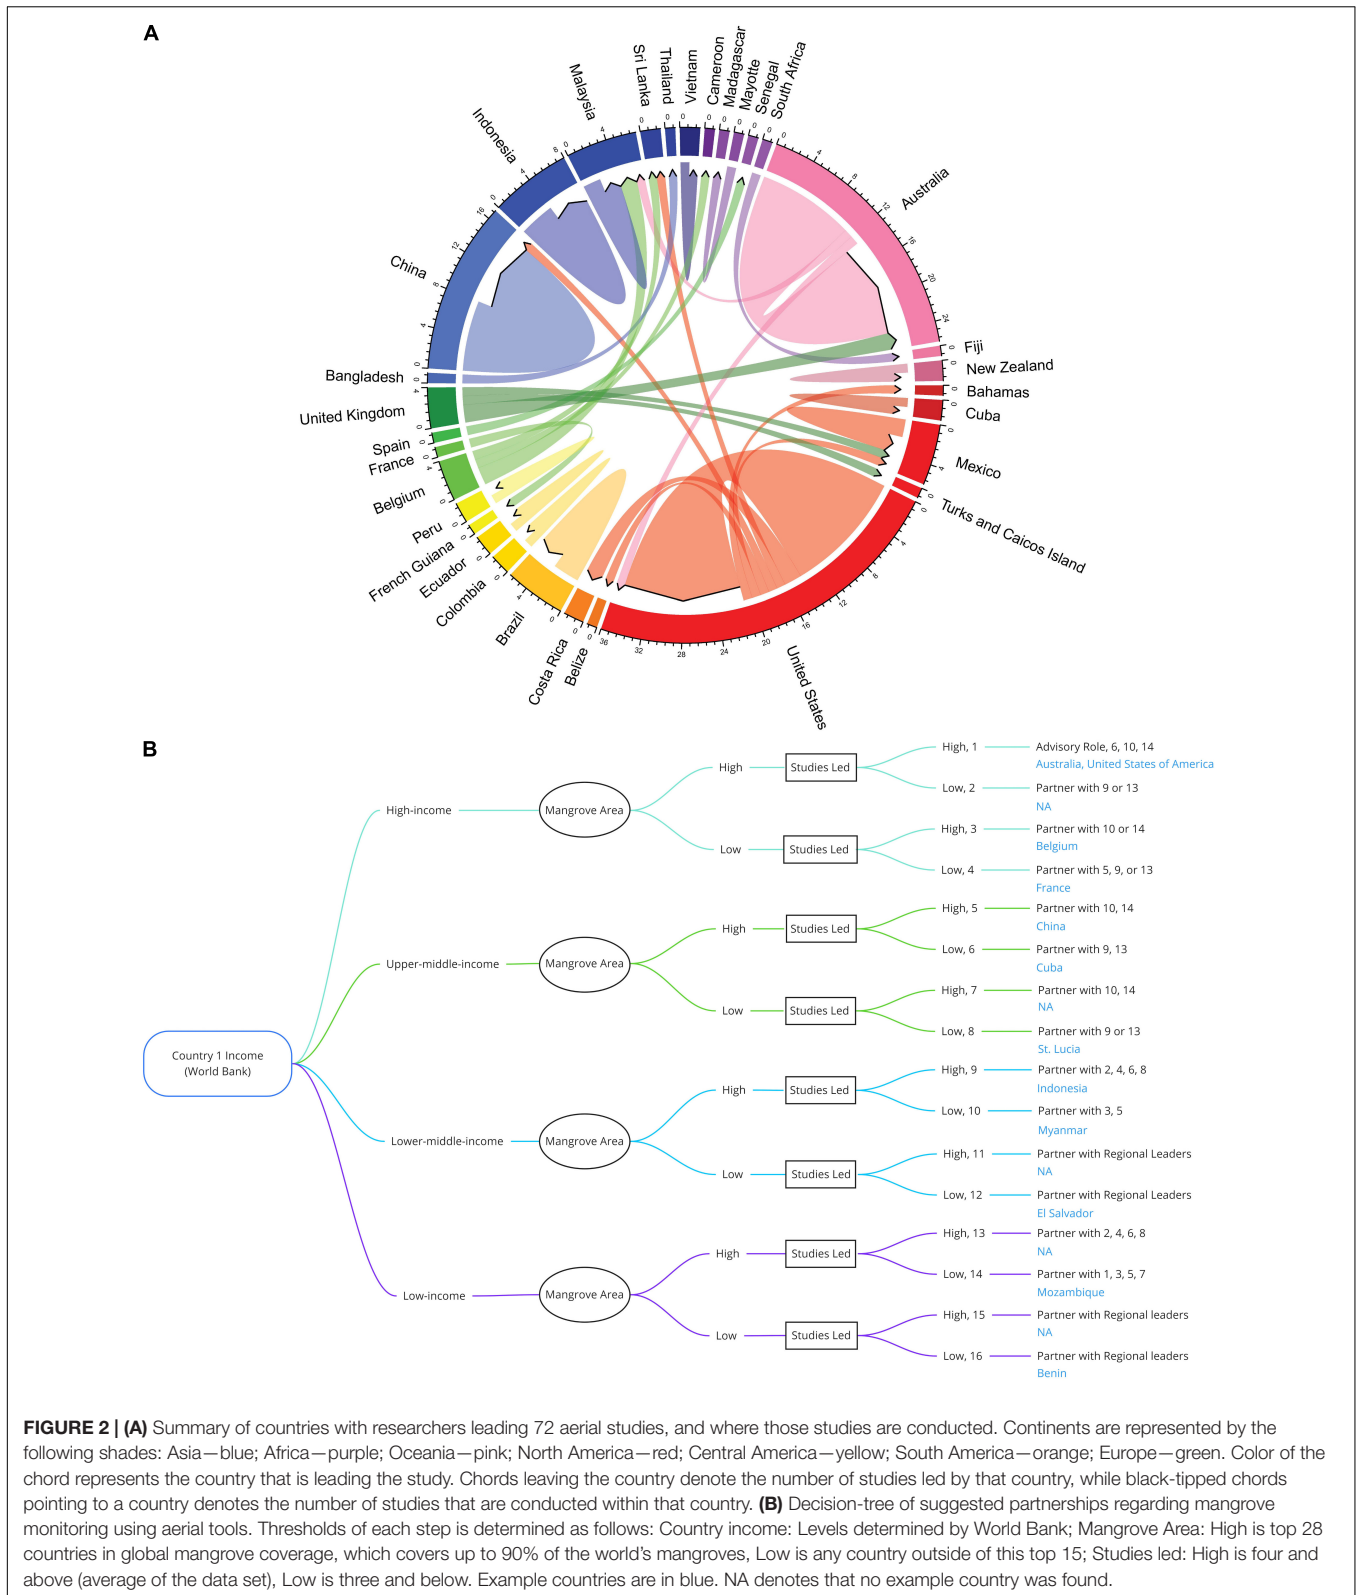 A
Sri Lanka
Thailand
Vietnam
Cameroon
Madagascar
Mayotte
Senegal
South Africa
Malaysia
Indonesia
Australia
China
Fiji
New Zealand
Bangladesh
Bahamas
United Kingdom
Cuba
Spain
France
Mexico
Belgium
Turks and Caicos Island
Peru
French Guiana
Ecuador
Colombia
Brazil
Costa Rica
Belize
United States
0 4 8 12 16 20 24
0 4 8 12 16 20 24 28 32 36
B
High, 1 Advisory Role, 6, 10, 14
Australia, United States of America
High Studies Led
Low, 2 Partner with 9 or 13
NA
High-income Mangrove Area
High, 3 Partner with 10 or 14
Belgium
Low Studies Led
Low, 4 Partner with 5, 9, or 13
France
High, 5 Partner with 10, 14
China
High Studies Led
Low, 6 Partner with 9, 13
Cuba
Upper-middle-income Mangrove Area
High, 7 Partner with 10, 14
NA
Low Studies Led
Low, 8 Partner with 9 or 13
St. Lucia
Country 1 Income
(World Bank)
High, 9 Partner with 2, 4, 6, 8
Indonesia
High Studies Led
Low, 10 Partner with 3, 5
Myanmar
Lower-middle-income Mangrove Area
High, 11 Partner with Regional Leaders
NA
Low Studies Led
Low, 12 Partner with Regional Leaders
El Salvador
High, 13 Partner with 2, 4, 6, 8
NA
High Studies Led
Low, 14 Partner with 1, 3, 5, 7
Mozambique
Low-income Mangrove Area
High, 15 Partner with Regional leaders
NA
Low Studies Led
Low, 16 Partner with Regional leaders
Benin
FIGURE 2 | (A) Summary of countries with researchers leading 72 aerial studies, and where those studies are conducted. Continents are represented by the
following shades: Asia—blue; Africa—purple; Oceania—pink; North America—red; Central America—yellow; South America—orange; Europe—green. Color of the
chord represents the country that is leading the study. Chords leaving the country denote the number of studies led by that country, while black-tipped chords
pointing to a country denotes the number of studies that are conducted within that country. (B) Decision-tree of suggested partnerships regarding mangrove
monitoring using aerial tools. Thresholds of each step is determined as follows: Country income: Levels determined by World Bank; Mangrove Area: High is top 28
countries in global mangrove coverage, which covers up to 90% of the world's mangroves, Low is any country outside of this top 15; Studies led: High is four and
above (average of the data set), Low is three and below. Example countries are in blue. NA denotes that no example country was found.